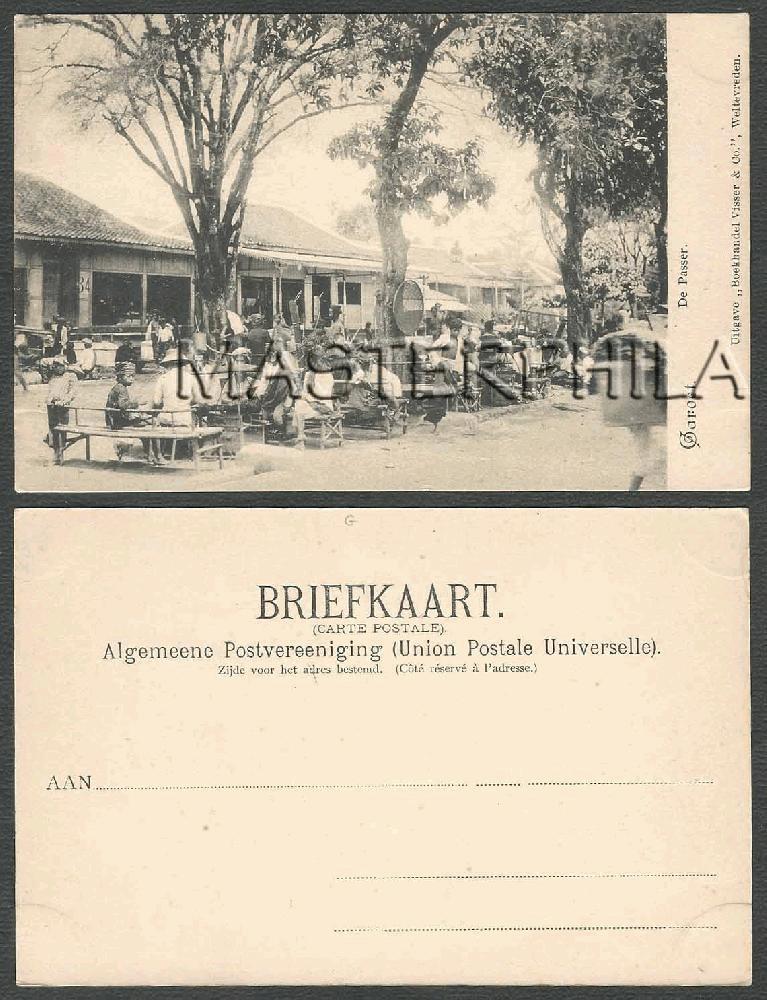 34
Garoet. De Passer.
Uitgave „Boekhandel Visser & Co.”, Weltevreden.
MASTERPHILA
G
BRIEFKAART.
(CARTE POSTALE).
Algemeene Postvereeniging (Union Postale Universelle).
Zijde voor het adres bestemd. (Côté réservé à l'adresse.)
AAN